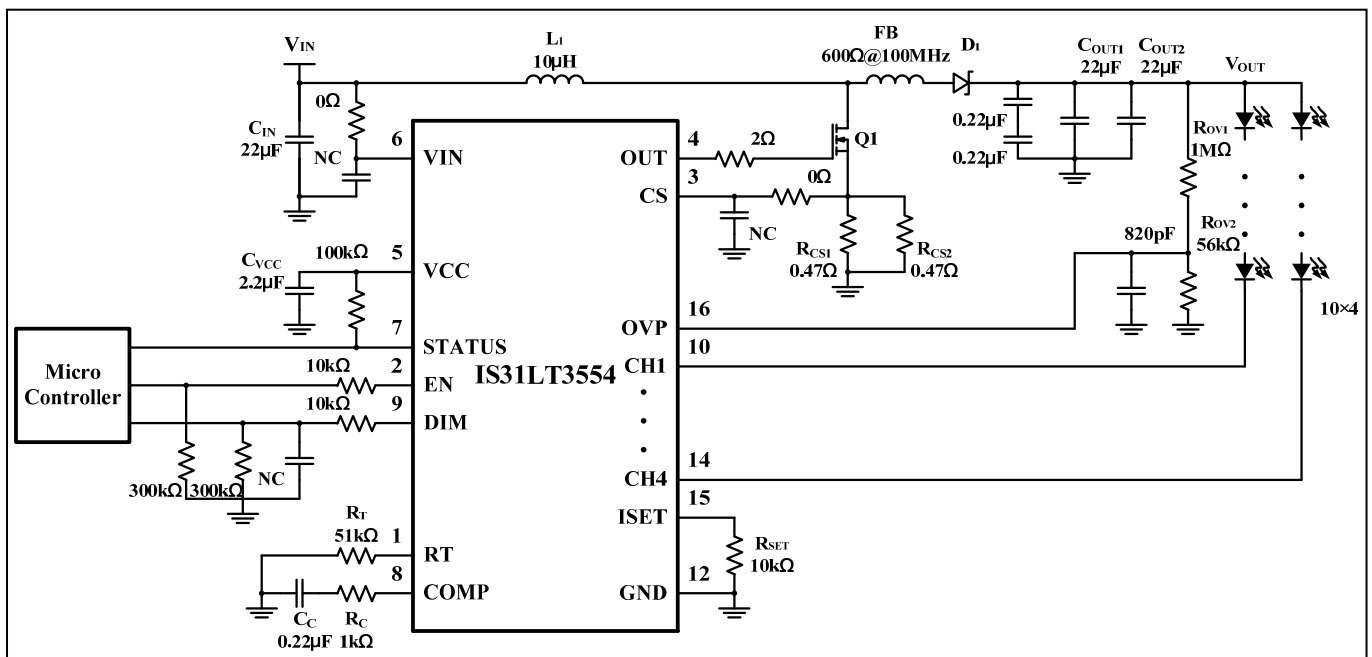 VIN
L1
10µH
FB
600Ω@100MHz
D1
COUT1
22µF
COUT2
22µF
VOUT
0Ω
CIN
22µF
NC
6
VIN
OUT
4
2Ω
Q1
0.22µF
0.22µF
ROV1
1MΩ
3
CS
0Ω
NC
RCS1
0.47Ω
RCS2
0.47Ω
820pF
ROV2
56kΩ
10×4
CVCC
2.2µF
100kΩ
5
VCC
7
STATUS
Micro
Controller
10kΩ
2
EN
10kΩ
9
DIM
300kΩ
300kΩ
NC
IS31LT3554
16
OVP
10
CH1
14
CH4
15
ISET
RSET
10kΩ
12
GND
RT
51kΩ
1
RT
8
COMP
CC
0.22µF
RC
1kΩ